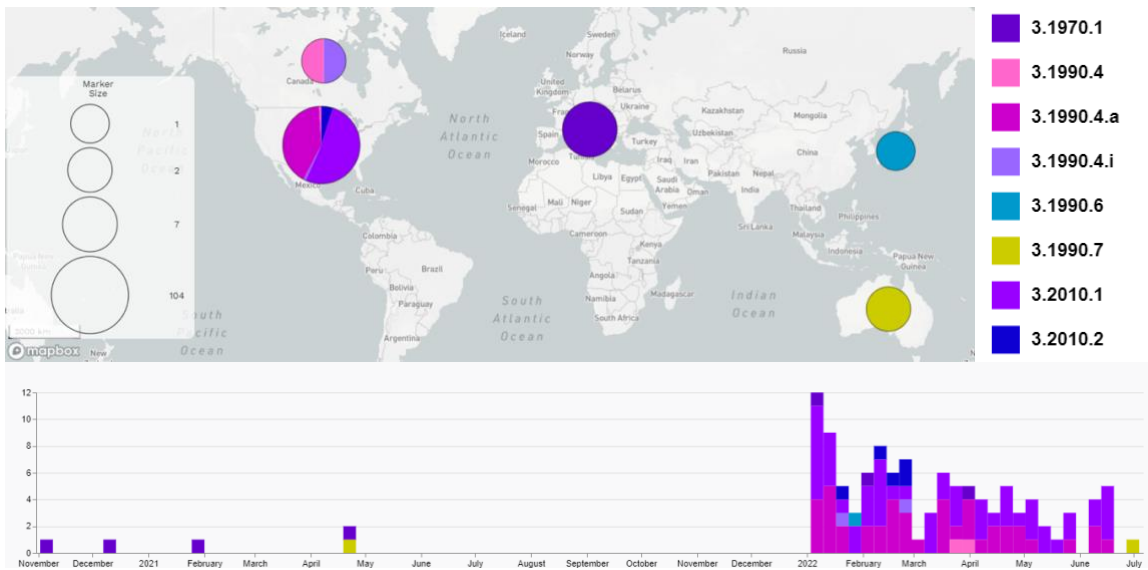 Iceland
Sweden
Norway
Russia
Canada
United
Kingdom
Belarus
Ukraine
Kazakhstan
Mongolia
North
Atlantic
Ocean
Spain
Turkey
Uzbekistan
China
Morocco
Iraq
Iran
Libya
Egypt
Saudi
Arabia
Pakistan
Nepal
Oman
India
Mexico
Cuba
Senegal
Mali
Niger
Sudan
Yemen
Thailand
Philippines
Sri Lanka
Malaysia
Cameroon
Kenya
Colombia
Indonesia
Papua New
Guinea
Tanzania
Peru
Brazil
Angola
Bolivia
Namibia
Madagascar
Paraguay
South Africa
Argentina
South
Atlantic
Ocean
Indian
Ocean
South
Pacific
Ocean
Marker
Size
1
2
7
104
North
Pacific
Ocean
Papua New
Guinea
2000 km
mapbox
New
3.1970.1
3.1990.4
3.1990.4.a
3.1990.4.i
3.1990.6
3.1990.7
3.2010.1
3.2010.2
12
10
8
6
4
2
0
November December 2021 February March April May June July August September October November December 2022 February March April May June July